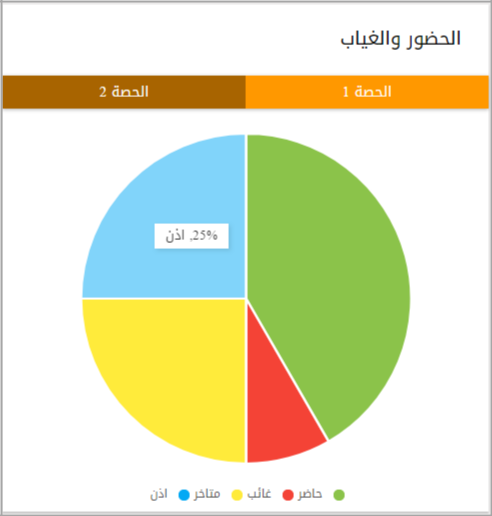 الحضور والغياب
الحصة 1
الحصة 2
25%, اذن
حاضر
غائب
متاخر
اذن